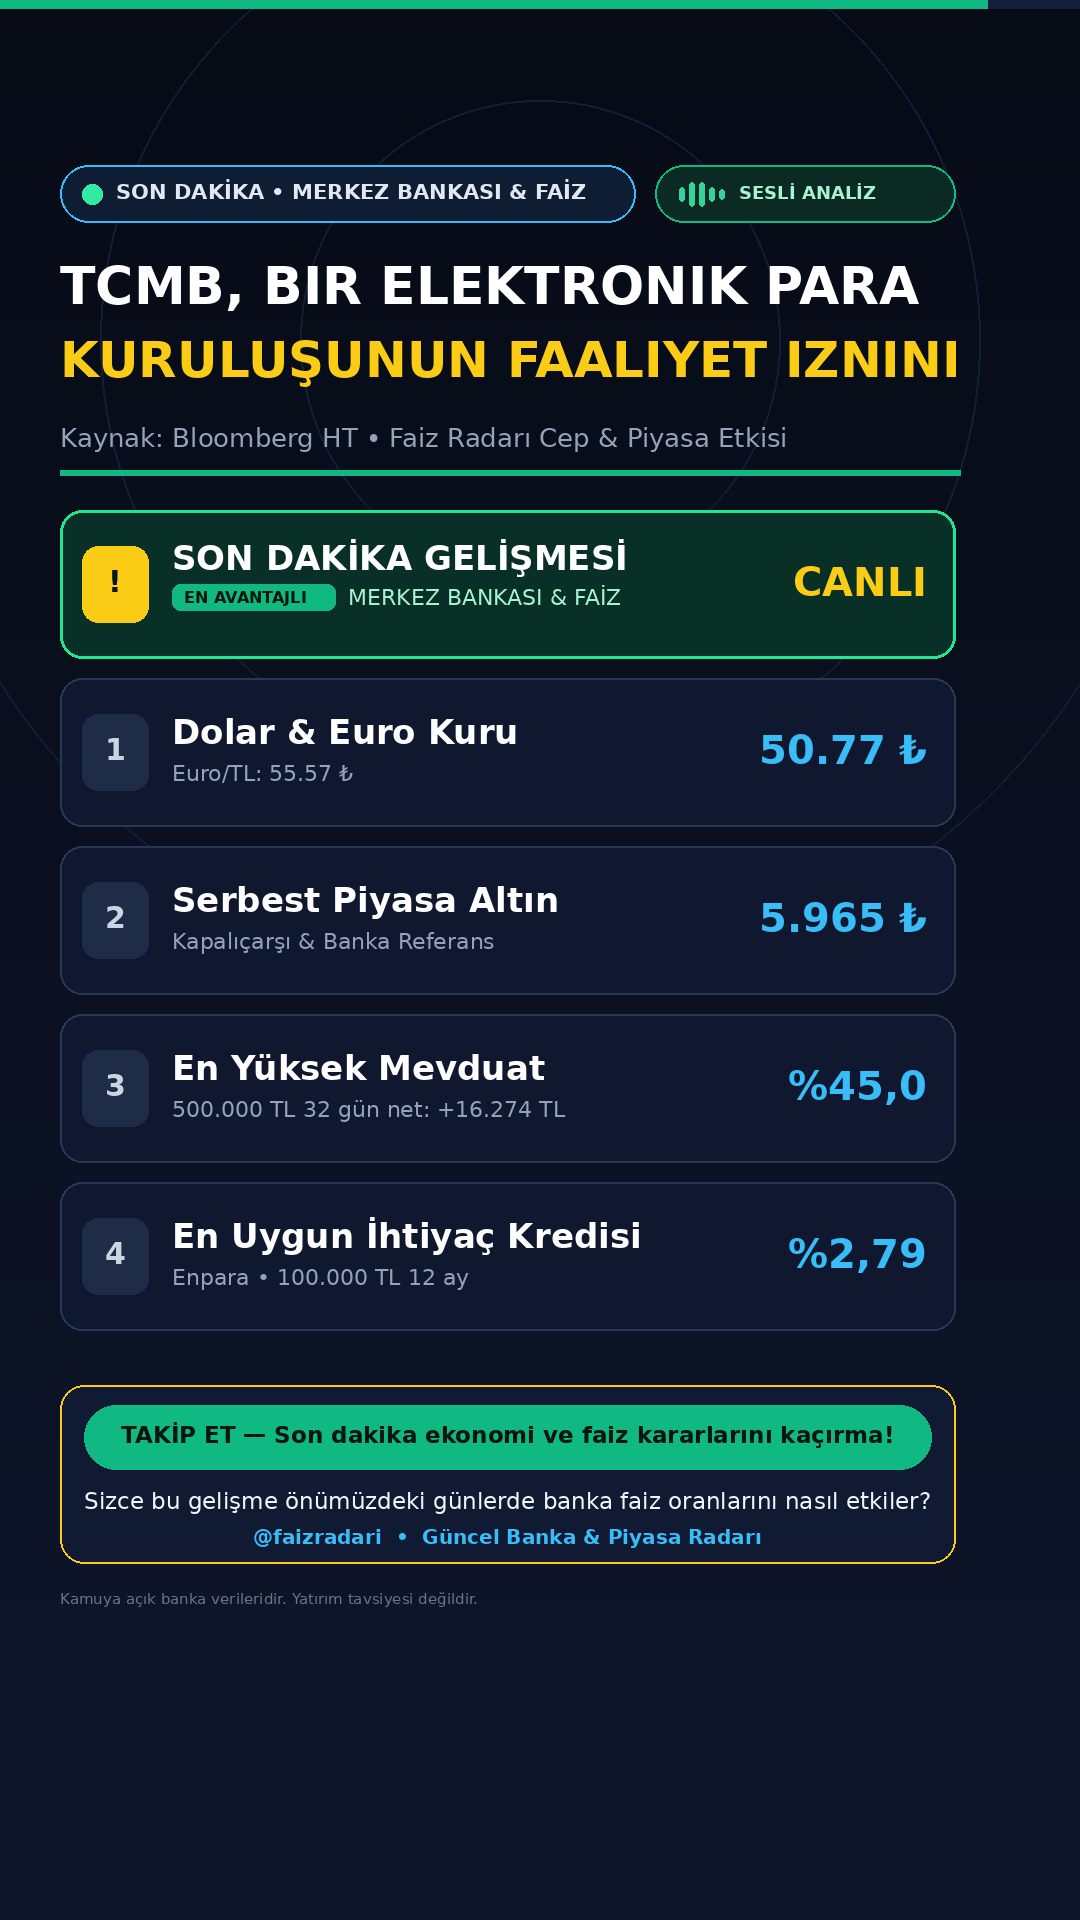 SON DAKİKA • MERKEZ BANKASI & FAİZ
SESLİ ANALİZ
TCMB, BIR ELEKTRONIK PARA
KURULUŞUNUN FAALIYET IZNINI
Kaynak: Bloomberg HT • Faiz Radarı Cep & Piyasa Etkisi
!
SON DAKİKA GELİŞMESİ
EN AVANTAJLI
MERKEZ BANKASI & FAİZ
CANLI
1
Dolar & Euro Kuru
Euro/TL: 55.57 ₺
50.77 ₺
2
Serbest Piyasa Altın
Kapalıçarşı & Banka Referans
5.965 ₺
3
En Yüksek Mevduat
500.000 TL 32 gün net: +16.274 TL
%45,0
4
En Uygun İhtiyaç Kredisi
Enpara • 100.000 TL 12 ay
%2,79
TAKİP ET — Son dakika ekonomi ve faiz kararlarını kaçırma!
Sizce bu gelişme önümüzdeki günlerde banka faiz oranlarını nasıl etkiler?
@faizradari • Güncel Banka & Piyasa Radarı
Kamuya açık banka verileridir. Yatırım tavsiyesi değildir.